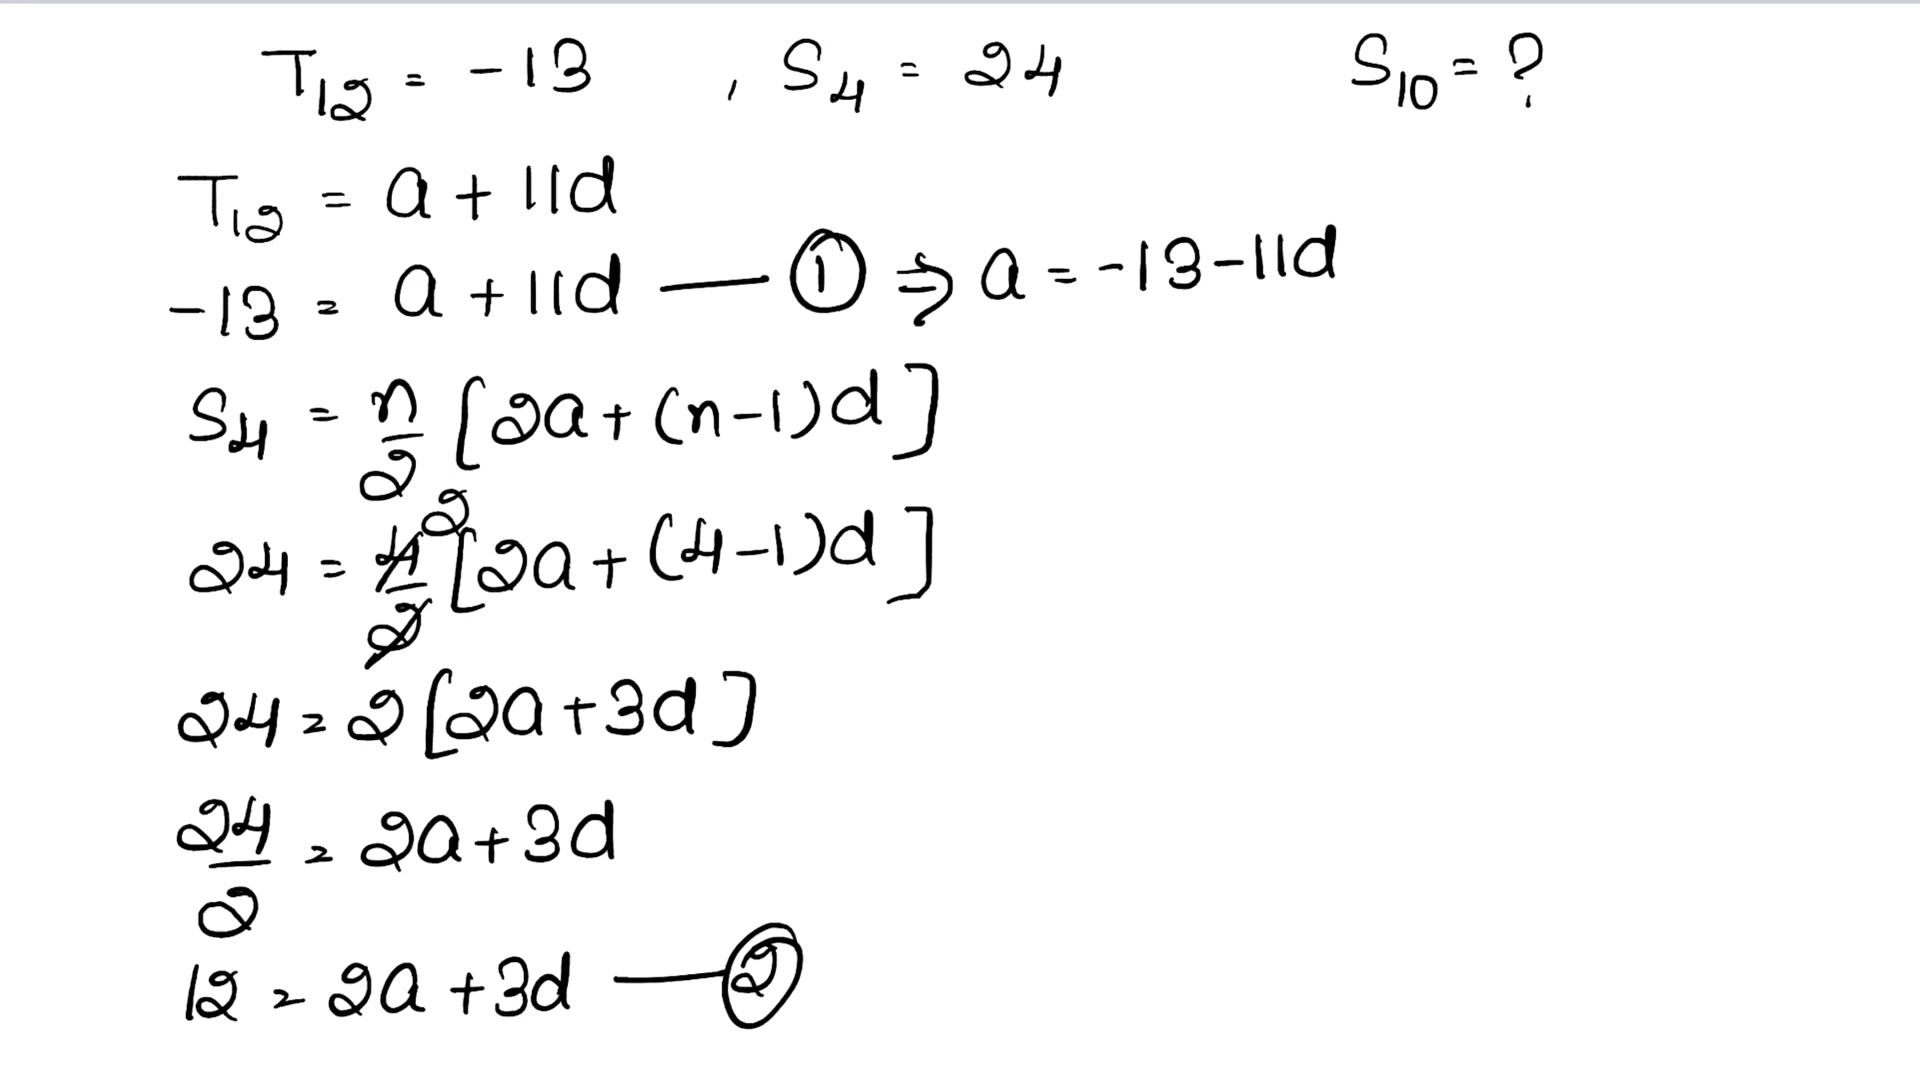 T₁₂ = -13 , S₄ = 24 S₁₀ = ?
T₁₂ = a + 11d
-13 = a + 11d — ① ⇒ a = -13-11d
S₄ = n/2 [2a + (n-1)d]
24 = 4/2 2 [2a + (4-1)d]
24 = 2[2a+3d]
24/2 = 2a+3d
12 = 2a+3d — ②